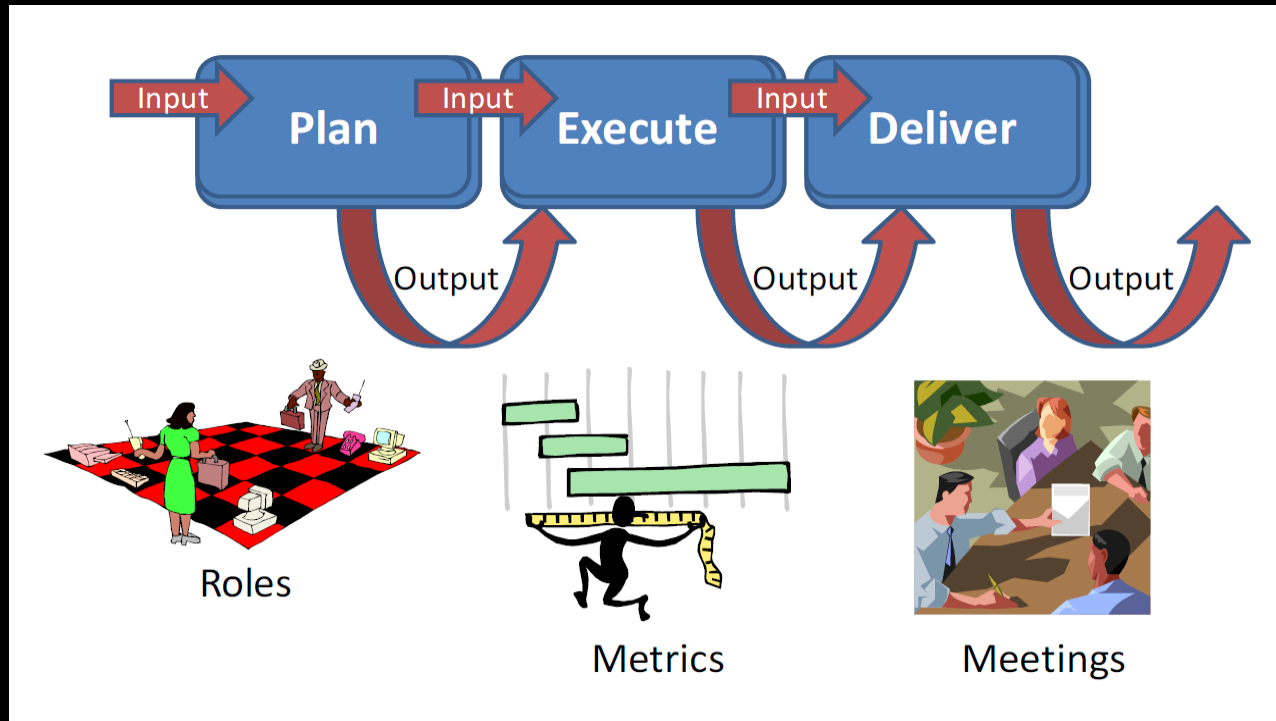 Input
Plan
Input
Execute
Input
Deliver
Output
Output
Output
Roles
Metrics
Meetings